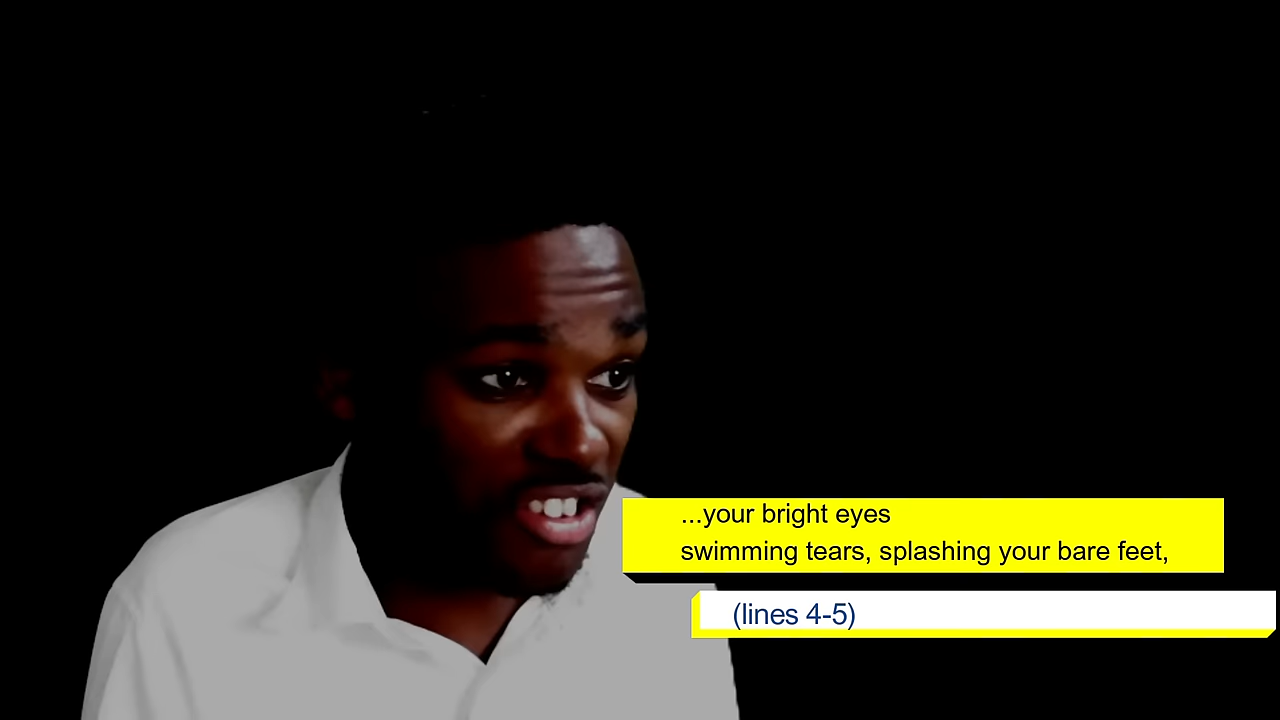 ...your bright eyes
swimming tears, splashing your bare feet,
(lines 4-5)